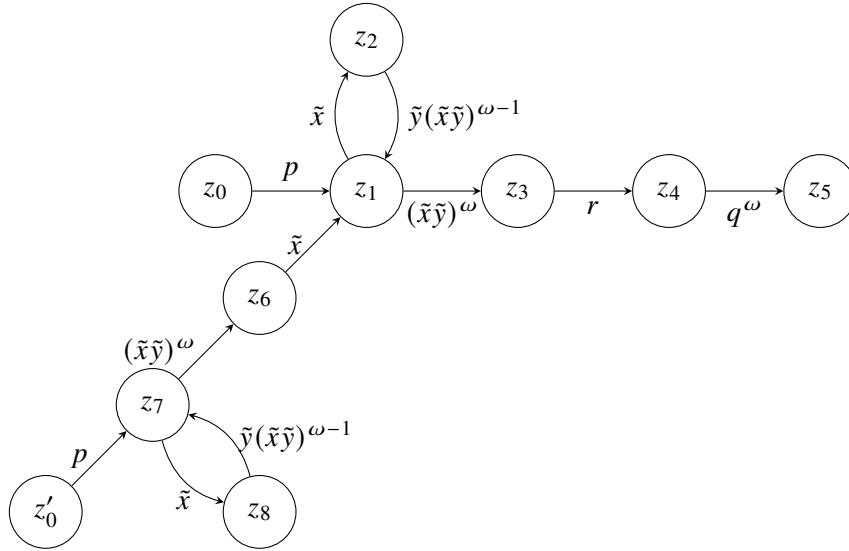 z₂
x̃ ỹ(x̃ỹ)^{ω−1}
z₀ p z₁ (x̃ỹ)^ω z₃ r z₄ q^ω z₅
x̃
z₆
(x̃ỹ)^ω
z₇
ỹ(x̃ỹ)^{ω−1}
p
x̃
z′₀ z₈